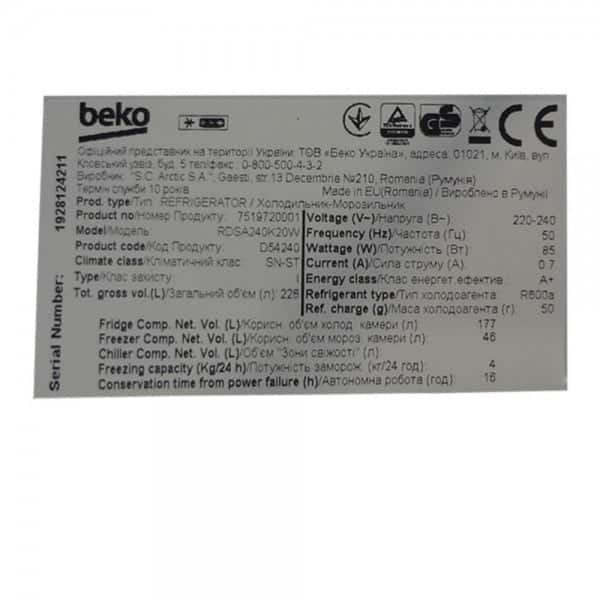 beko
Офіційний представник на території України: ТОВ «Беко Україна», адреса: 01021, м. Київ, вул.
Кловський узвіз, буд. 5 тел/факс.: 0-800-500-4-3-2
Виробник: "S.C. Arctic S.A.", Gaesti, str.13 Decembrie №210, Romania (Румунія)
Термін служби 10 років
Made in EU(Romania) / Вироблено в Румунії
Prod. type/Тип: REFRIGERATOR / Холодильник-Морозильник
Product no/Номер Продукту: 7519720001
Model/Модель: RDSA240K20W
Product code/Код Продукту: D54240
Climate class/Кліматичний клас: SN-ST
Type/Клас захисту: I
Tot. gross vol.(L)/Загальний об'єм (л): 226
Voltage (V~)/Напруга (В~): 220-240
Frequency (Hz)/Частота (Гц): 50
Wattage (W)/Потужність (Вт): 85
Current (A)/Сила струму (А): 0.7
Energy class/Клас енергет.ефектив.: A+
Refrigerant type/Тип холодоагента: R600a
Ref. charge (g)/Маса холодоагента (г): 50
Fridge Comp. Net. Vol. (L)/Корисн. об'єм холод. камери (л): 177
Freezer Comp. Net. Vol. (L)/Корисн. об'єм мороз. камери (л): 46
Chiller Comp. Net. Vol. (L)/Об'єм "Зони свіжості" (л):
Freezing capacity (Kg/24 h)/Потужність заморож. (кг/24 год): 4
Conservation time from power failure (h)/Автономна робота (год): 16
Serial Number: 1928124211